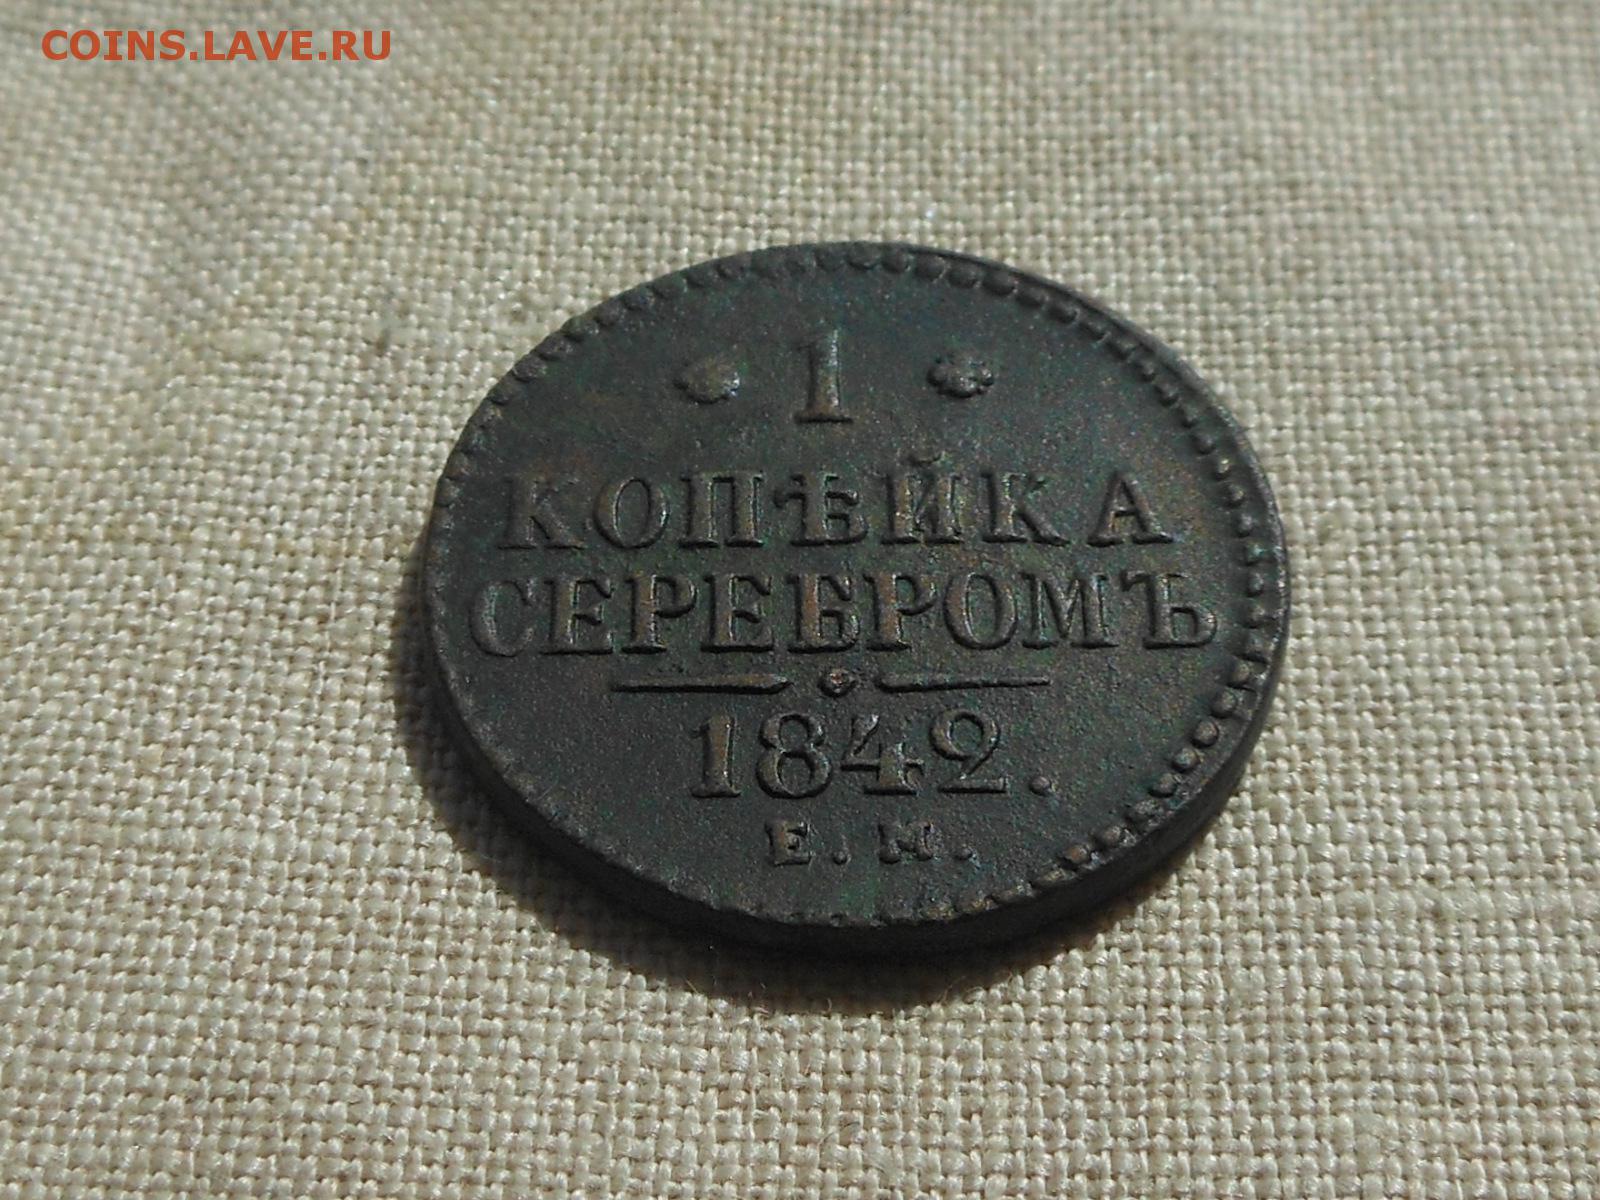 COINS.LAVE.RU
1
КОПѢЙКА
СЕРЕБРОМЪ
1842.
Е.М.